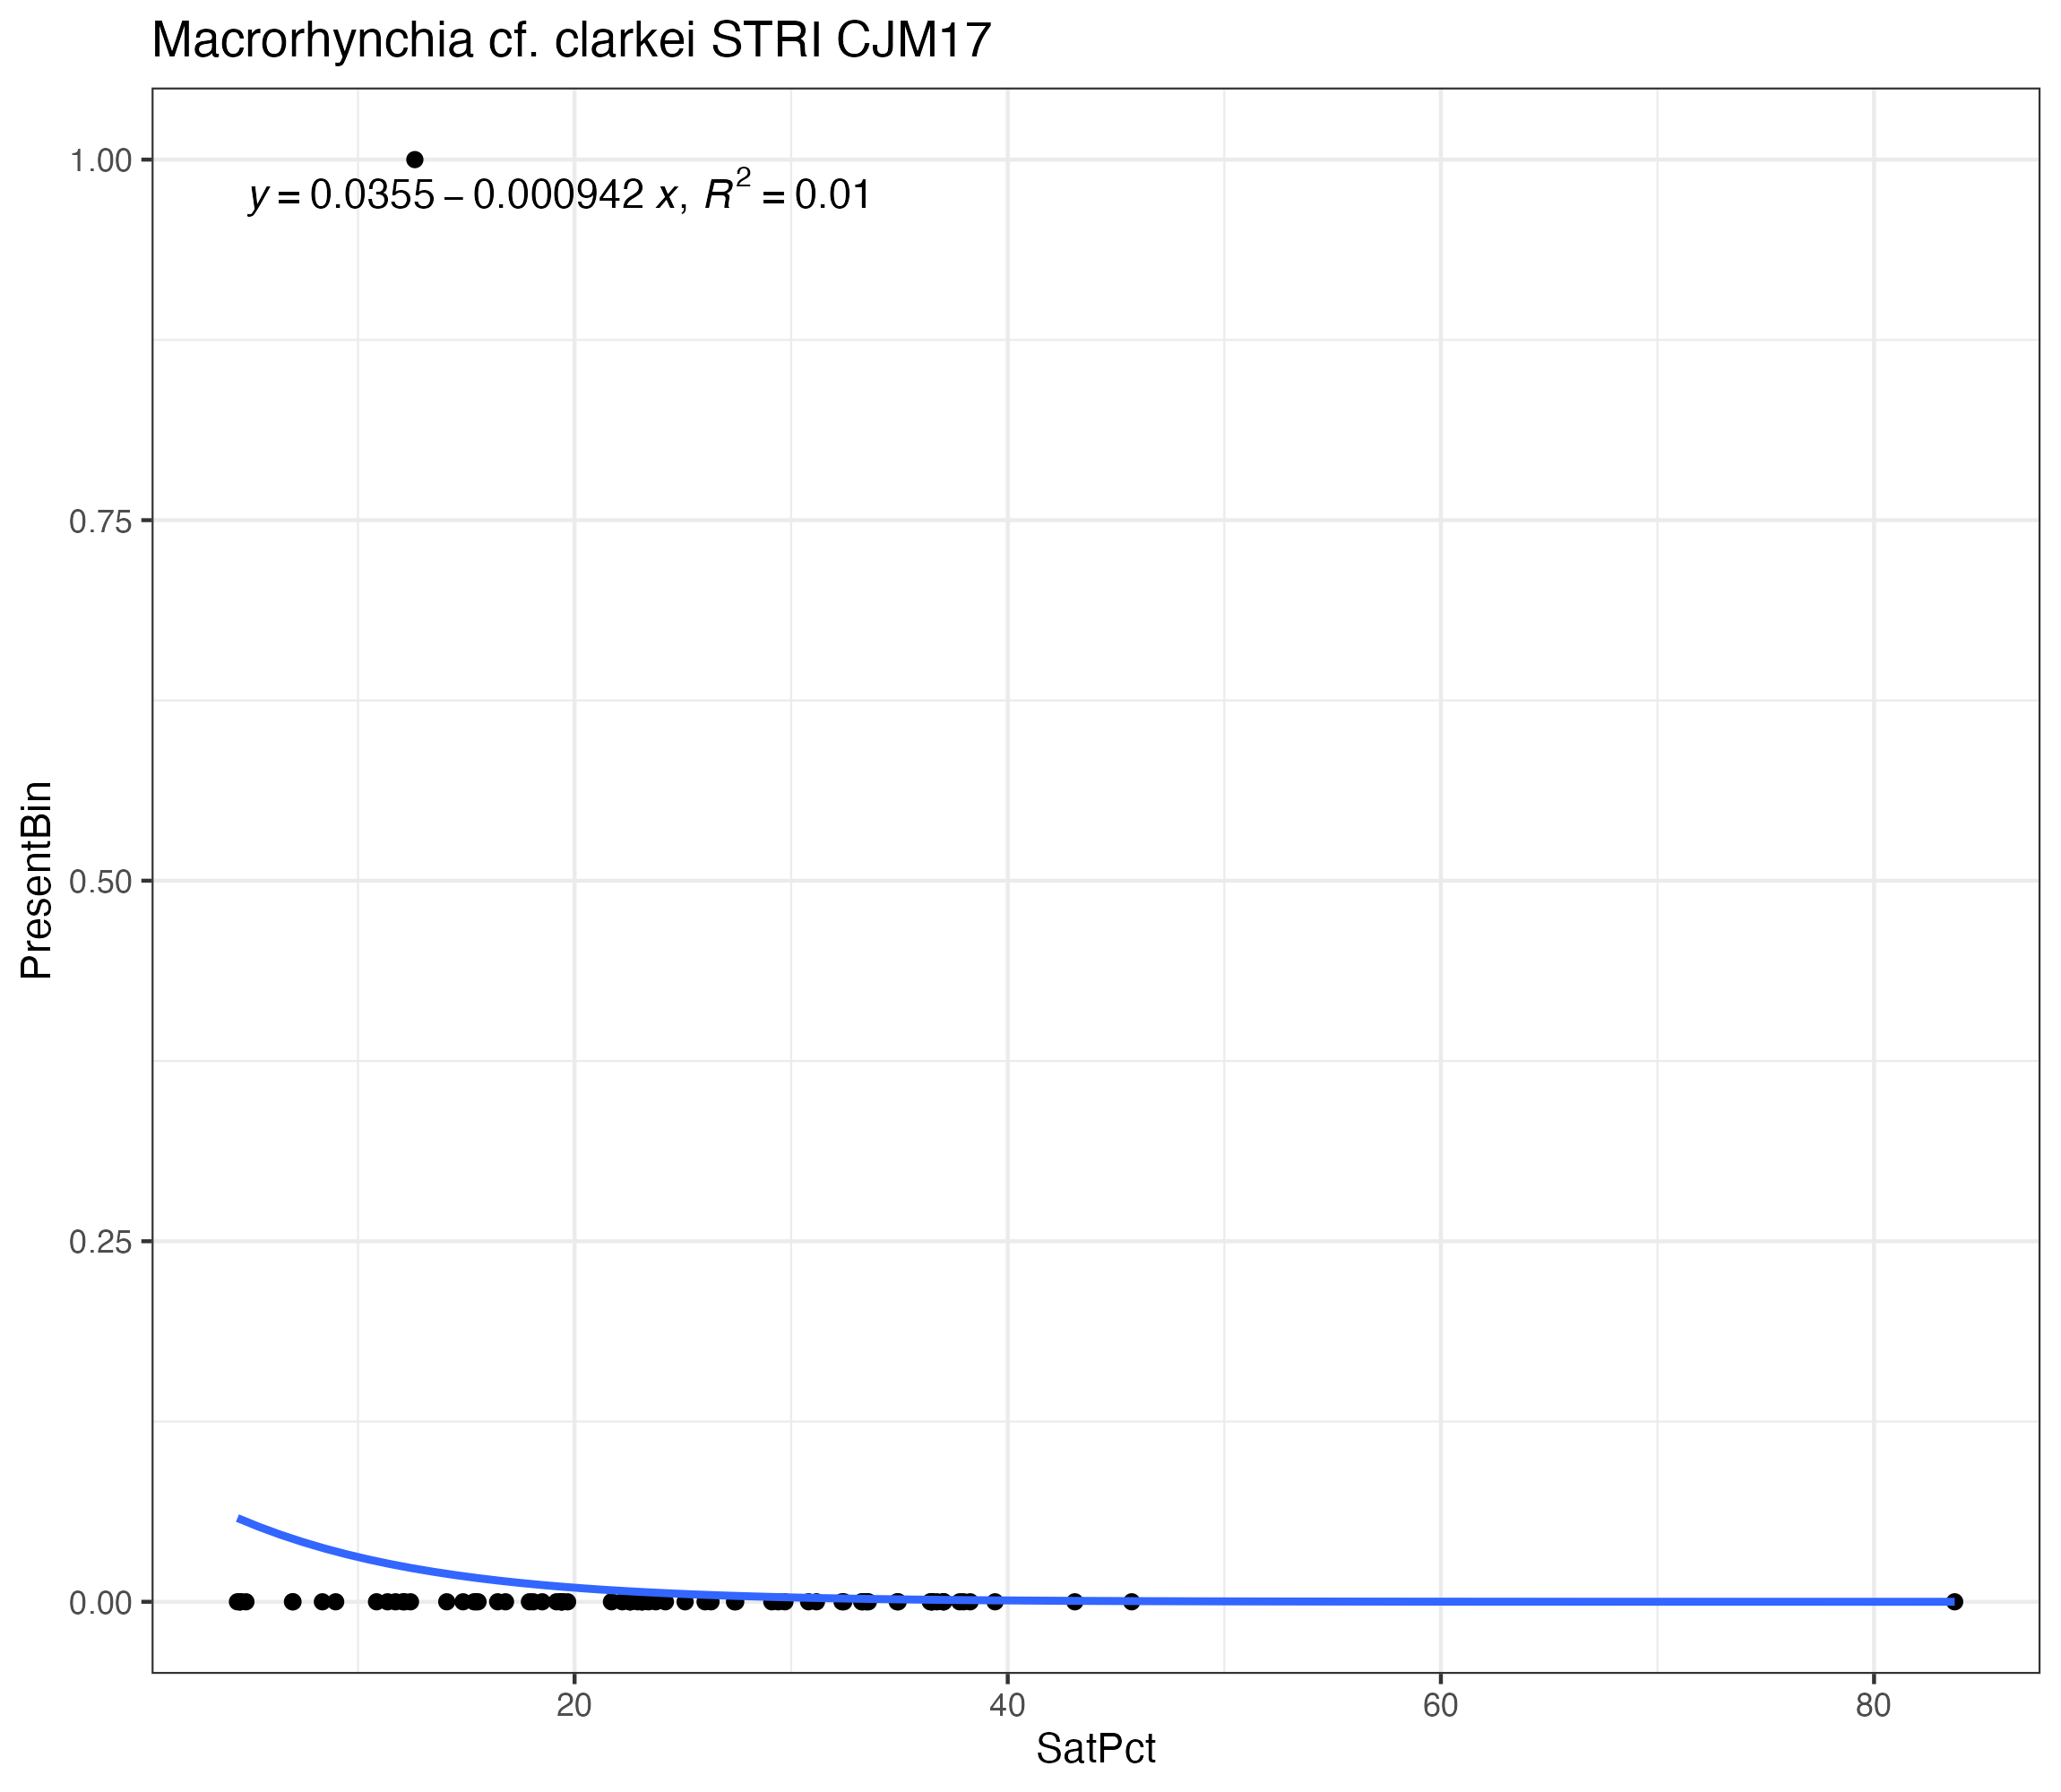 Macrorhynchia cf. clarkei STRI CJM17
1.00
y = 0.0355 − 0.000942 x, R² = 0.01
0.75
0.50
0.25
0.00
PresentBin
20 40 60 80
SatPct